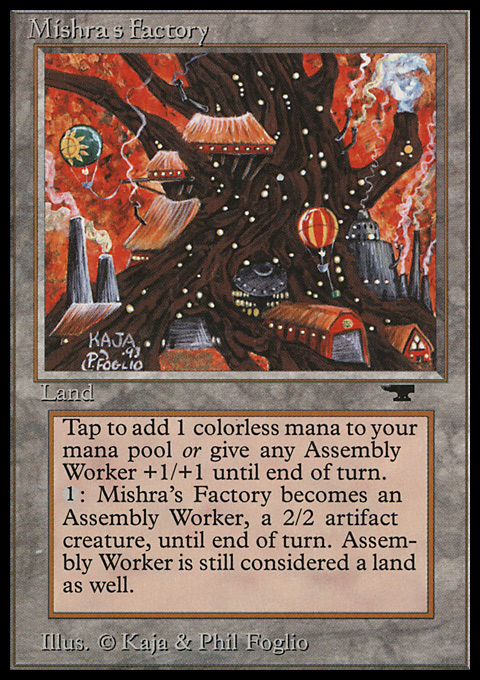 Mishra's Factory
KAJA
'93
P. FOGLIO
Land
Tap to add 1 colorless mana to your
mana pool or give any Assembly
Worker +1/+1 until end of turn.
1: Mishra's Factory becomes an
Assembly Worker, a 2/2 artifact
creature, until end of turn. Assem-
bly Worker is still considered a land
as well.
Illus. © Kaja & Phil Foglio